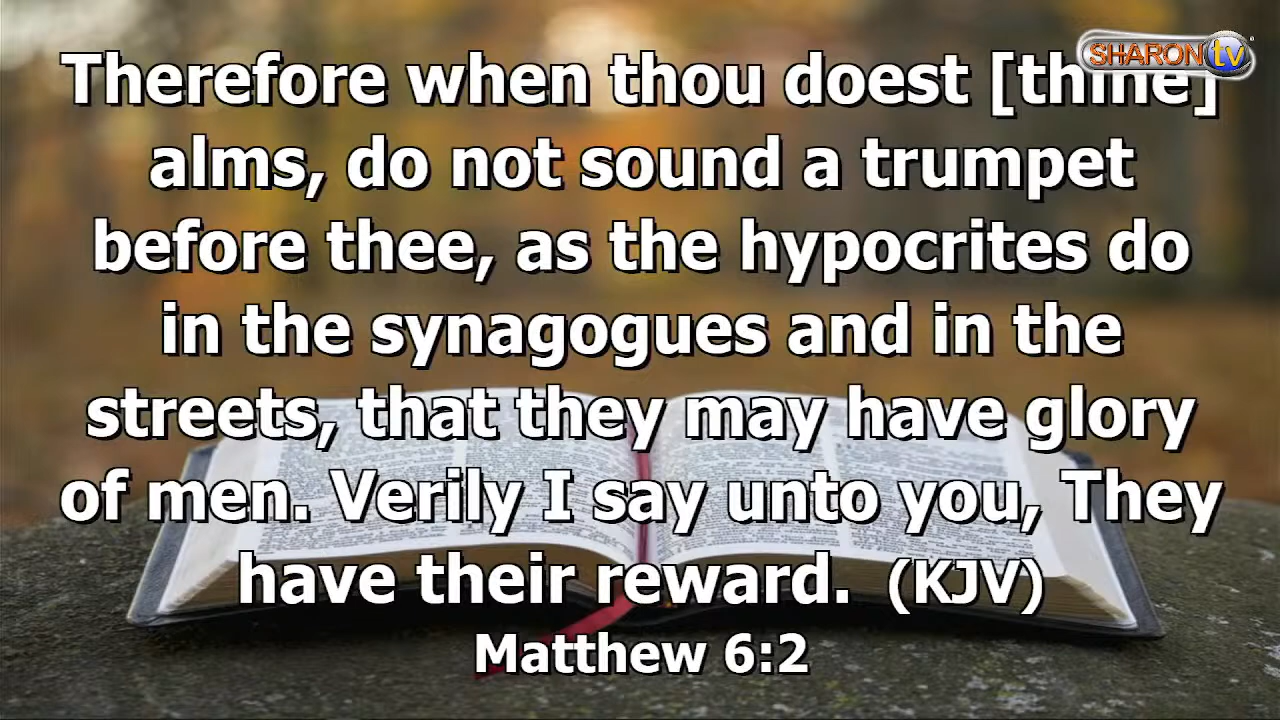 SHARON tv
Therefore when thou doest [thine]
alms, do not sound a trumpet
before thee, as the hypocrites do
in the synagogues and in the
streets, that they may have glory
of men. Verily I say unto you, They
have their reward. (KJV)
Matthew 6:2